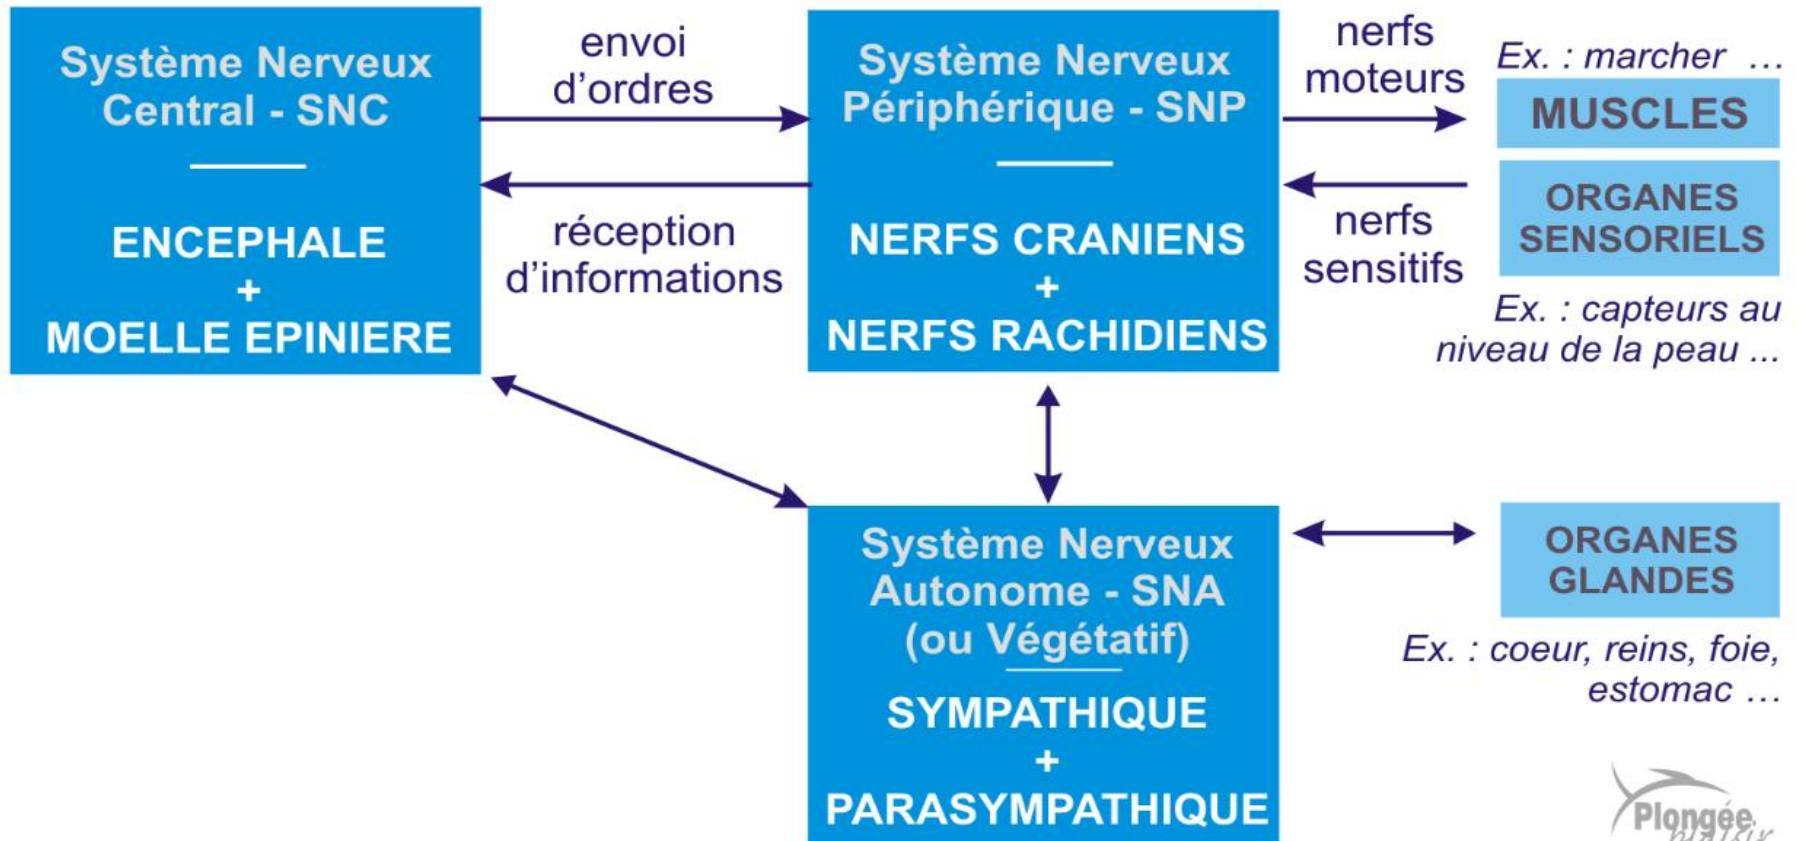 Système Nerveux
Central - SNC
ENCEPHALE
+
MOELLE EPINIERE
envoi
d'ordres
réception
d'informations
Système Nerveux
Périphérique - SNP
NERFS CRANIENS
+
NERFS RACHIDIENS
nerfs
moteurs
nerfs
sensitifs
Ex. : marcher ...
MUSCLES
ORGANES
SENSORIELS
Ex. : capteurs au
niveau de la peau ...
Système Nerveux
Autonome - SNA
(ou Végétatif)
SYMPATHIQUE
+
PARASYMPATHIQUE
ORGANES
GLANDES
Ex. : coeur, reins, foie,
estomac ...
Plongée
plaisir